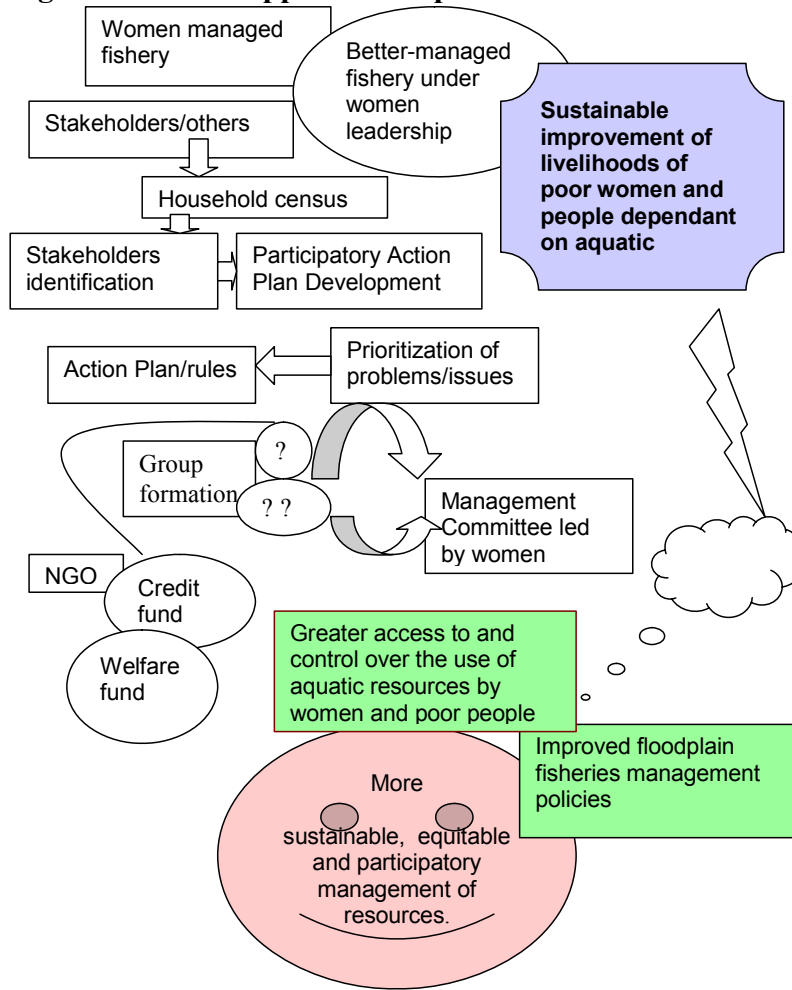 Women managed
fishery
Better-managed
fishery under
women
leadership
Sustainable
improvement of
livelihoods of
poor women and
people dependant
on aquatic
Stakeholders/others
Household census
Stakeholders
identification
Participatory Action
Plan Development
Action Plan/rules
Prioritization of
problems/issues
Group
formation
?
? ?
Management
Committee led
by women
NGO
Credit
fund
Welfare
fund
Greater access to and
control over the use of
aquatic resources by
women and poor people
Improved floodplain
fisheries management
policies
More
sustainable, equitable
and participatory
management of
resources.